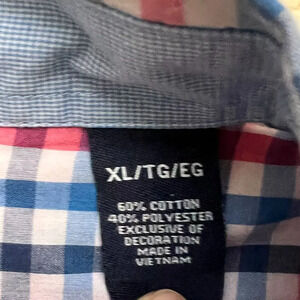 XL/TG/EG
60% COTTON
40% POLYESTER
EXCLUSIVE OF
DECORATION
MADE IN
VIETNAM